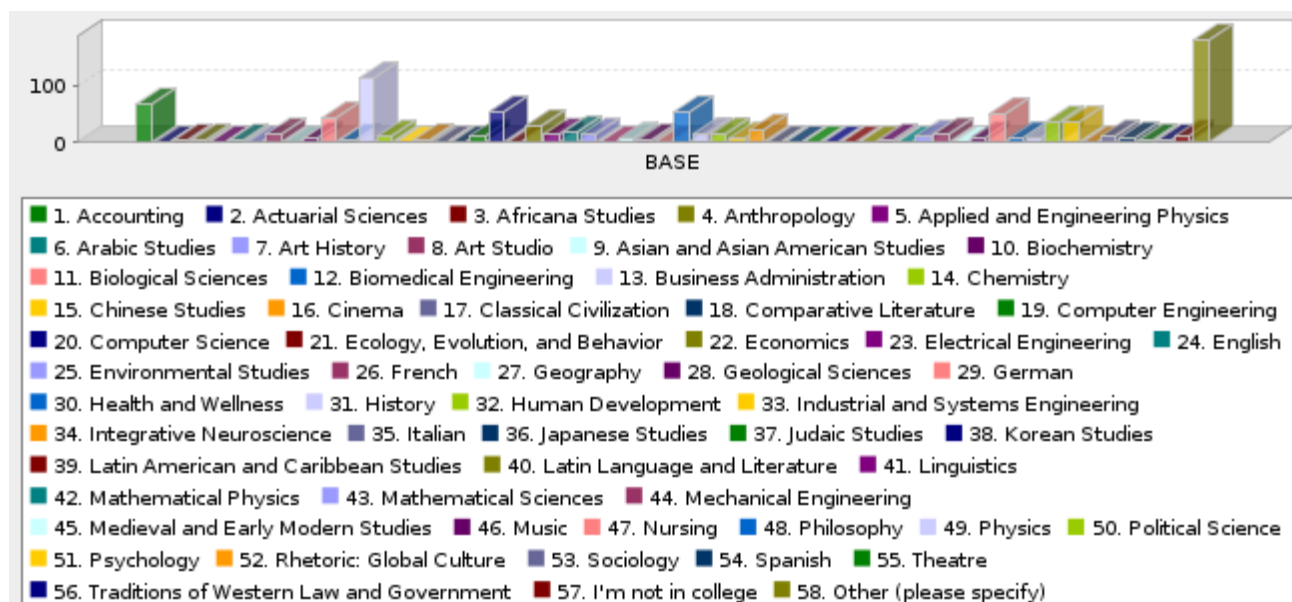 100
0
BASE
1. Accounting 2. Actuarial Sciences 3. Africana Studies 4. Anthropology 5. Applied and Engineering Physics
6. Arabic Studies 7. Art History 8. Art Studio 9. Asian and Asian American Studies 10. Biochemistry
11. Biological Sciences 12. Biomedical Engineering 13. Business Administration 14. Chemistry
15. Chinese Studies 16. Cinema 17. Classical Civilization 18. Comparative Literature 19. Computer Engineering
20. Computer Science 21. Ecology, Evolution, and Behavior 22. Economics 23. Electrical Engineering 24. English
25. Environmental Studies 26. French 27. Geography 28. Geological Sciences 29. German
30. Health and Wellness 31. History 32. Human Development 33. Industrial and Systems Engineering
34. Integrative Neuroscience 35. Italian 36. Japanese Studies 37. Judaic Studies 38. Korean Studies
39. Latin American and Caribbean Studies 40. Latin Language and Literature 41. Linguistics
42. Mathematical Physics 43. Mathematical Sciences 44. Mechanical Engineering
45. Medieval and Early Modern Studies 46. Music 47. Nursing 48. Philosophy 49. Physics 50. Political Science
51. Psychology 52. Rhetoric: Global Culture 53. Sociology 54. Spanish 55. Theatre
56. Traditions of Western Law and Government 57. I'm not in college 58. Other (please specify)